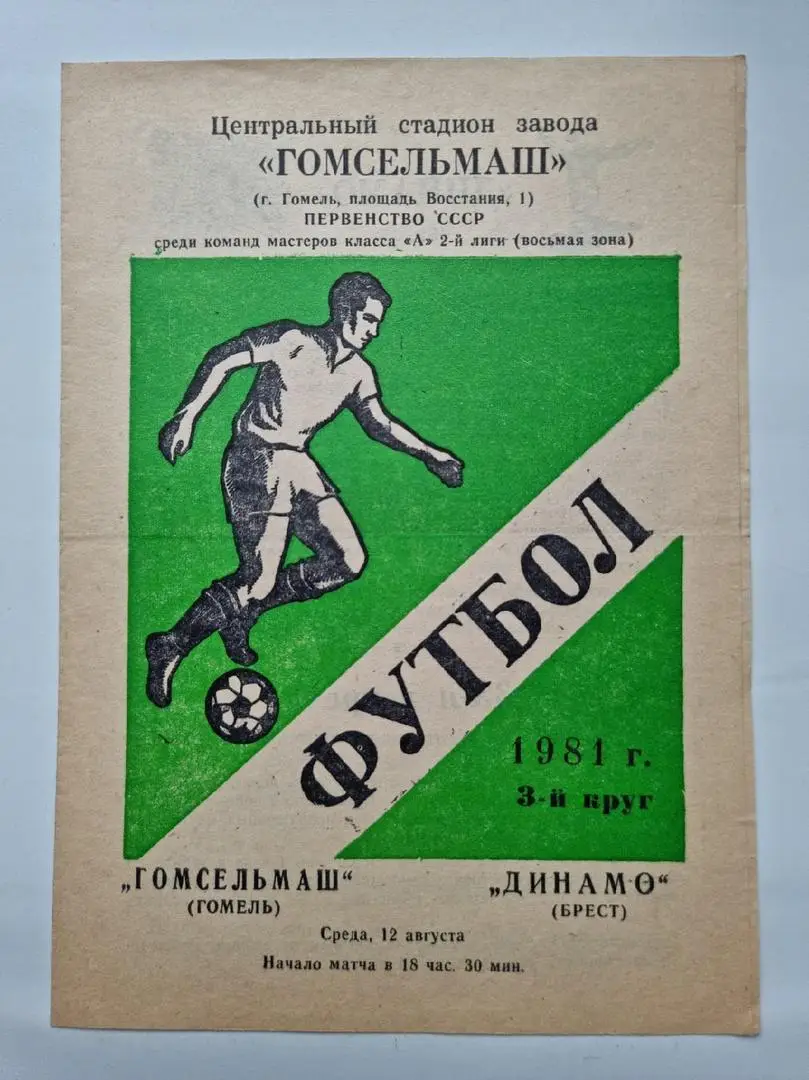 Центральный стадион завода
«ГОМСЕЛЬМАШ»
(г. Гомель, площадь Восстания, 1)
ПЕРВЕНСТВО СССР
среди команд мастеров класса «А» 2-й лиги (восьмая зона)
ФУТБОЛ
1981 г.
3-й круг
„ГОМСЕЛЬМАШ“
(ГОМЕЛЬ)
„ДИНАМО“
(БРЕСТ)
Среда, 12 августа
Начало матча в 18 час. 30 мин.